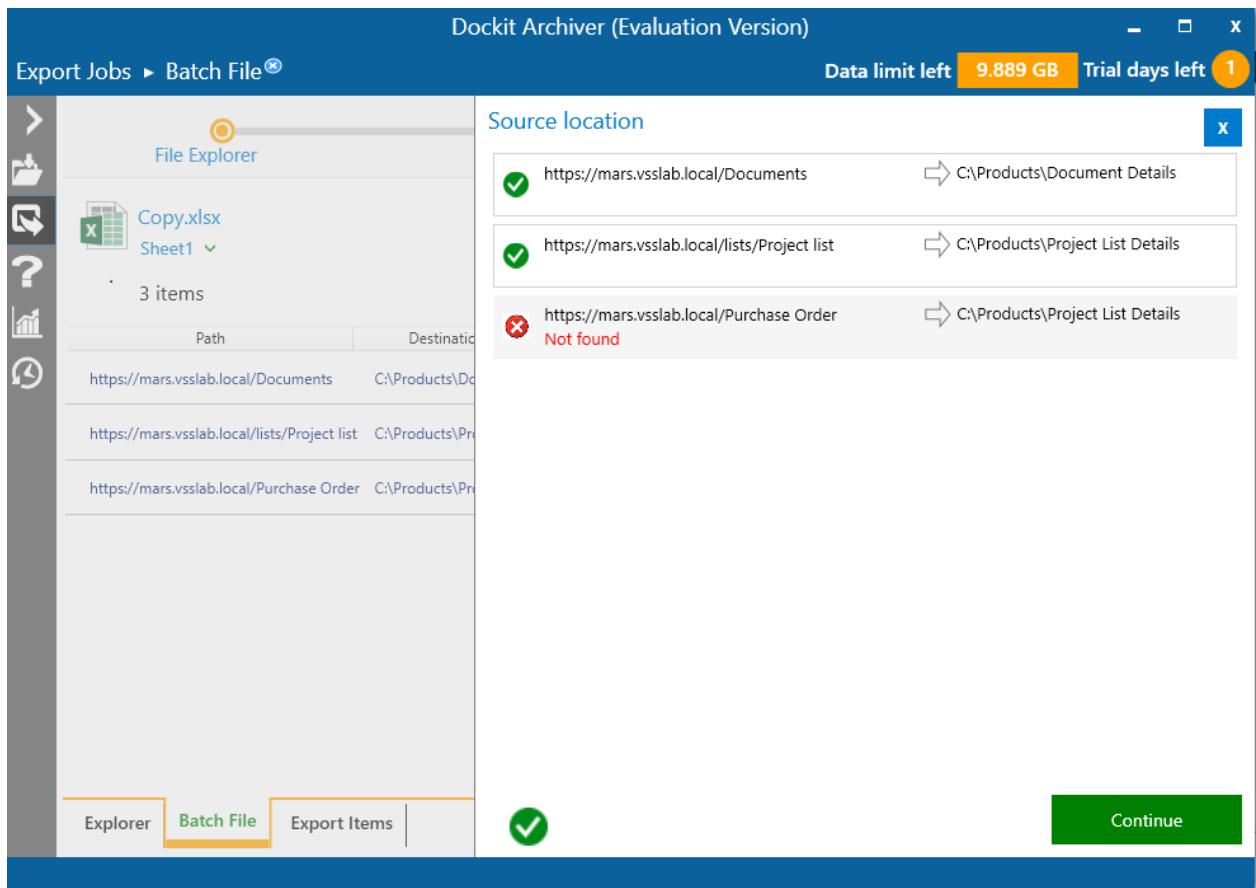 Dockit Archiver (Evaluation Version)
x
Export Jobs ▸ Batch File
Data limit left 9.889 GB Trial days left 1
File Explorer
Copy.xlsx
Sheet1
3 items
Path Destinatio
https://mars.vsslab.local/Documents C:\Products\Do
https://mars.vsslab.local/lists/Project list C:\Products\Pro
https://mars.vsslab.local/Purchase Order C:\Products\Pro
Source location
x
https://mars.vsslab.local/Documents C:\Products\Document Details
https://mars.vsslab.local/lists/Project list C:\Products\Project List Details
https://mars.vsslab.local/Purchase Order C:\Products\Project List Details
Not found
Explorer Batch File Export Items
Continue